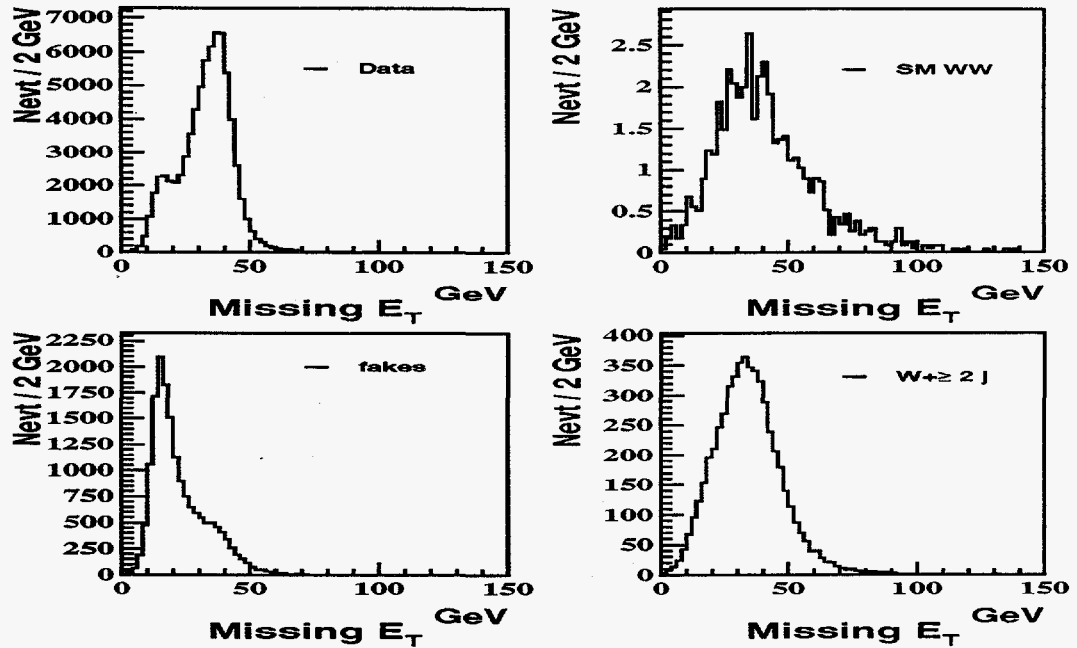 Nevt / 2 GeV
7000
6000
5000
4000
3000
2000
1000
0
Data
0 50 100 150
GeV
Missing E_T
Nevt / 2 GeV
2.5
2
1.5
1
0.5
0
SM WW
0 50 100 150
GeV
Missing E_T
Nevt / 2 GeV
2250
2000
1750
1500
1250
1000
750
500
250
0
fakes
0 50 100 150
GeV
Missing E_T
Nevt / 2 GeV
400
350
300
250
200
150
100
50
0
W+≥ 2 J
0 50 100 150
GeV
Missing E_T